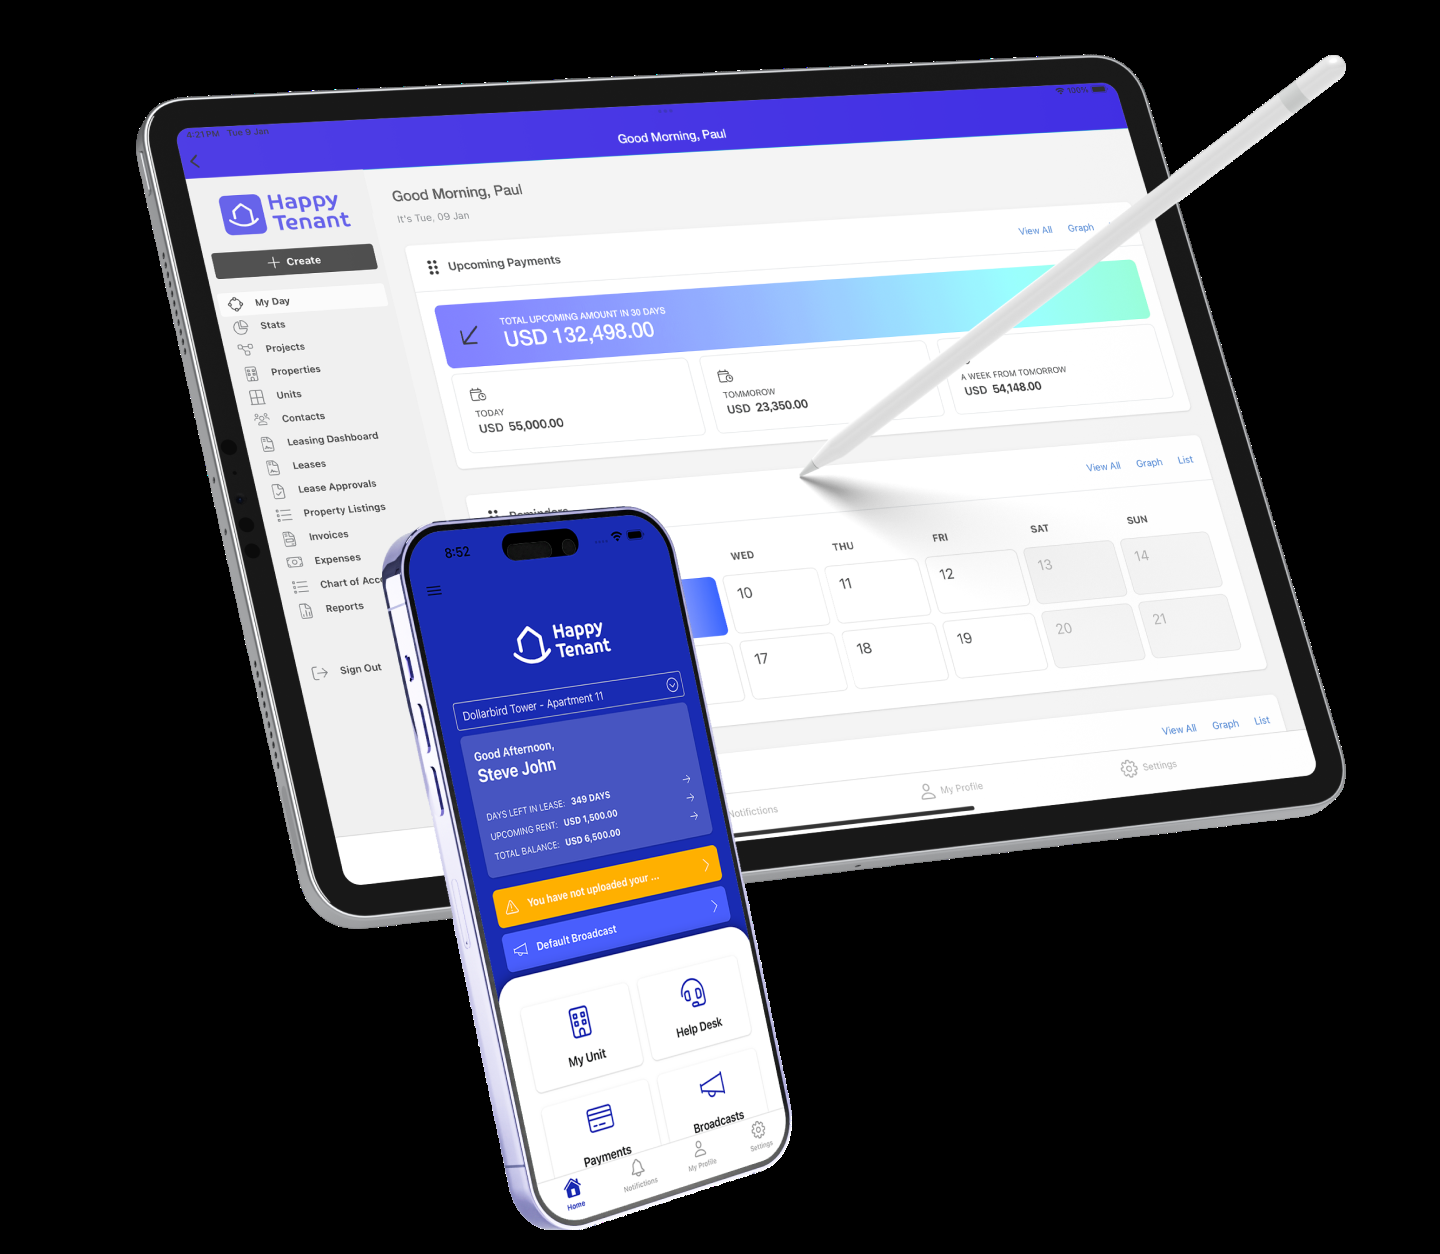 4:21PM Tue 9 Jan
100%
Good Morning, Paul
Happy
Tenant
Create
My Day
Stats
Projects
Properties
Units
Contacts
Leasing Dashboard
Leases
Lease Approvals
Property Listings
Invoices
Expenses
Chart of Acc
Reports
Sign Out
Good Morning, Paul
It's Tue, 09 Jan
Upcoming Payments
View All Graph
TOTAL UPCOMING AMOUNT IN 30 DAYS
USD 132,498.00
TODAY
USD 55,000.00
TOMMOROW
USD 23,350.00
A WEEK FROM TOMORROW
USD 54,148.00
Reminders
View All Graph List
WED THU FRI SAT SUN
10 11 12 13 14
17 18 19 20 21
View All Graph List
Notifictions
My Profile
Settings
8:52
Happy
Tenant
Dollarbird Tower - Apartment 11
Good Afternoon,
Steve John
DAYS LEFT IN LEASE: 349 DAYS
UPCOMING RENT: USD 1,500.00
TOTAL BALANCE: USD 6,500.00
You have not uploaded your ...
Default Broadcast
My Unit
Help Desk
Payments
Broadcasts
Home
Notifictions
My Profile
Settings